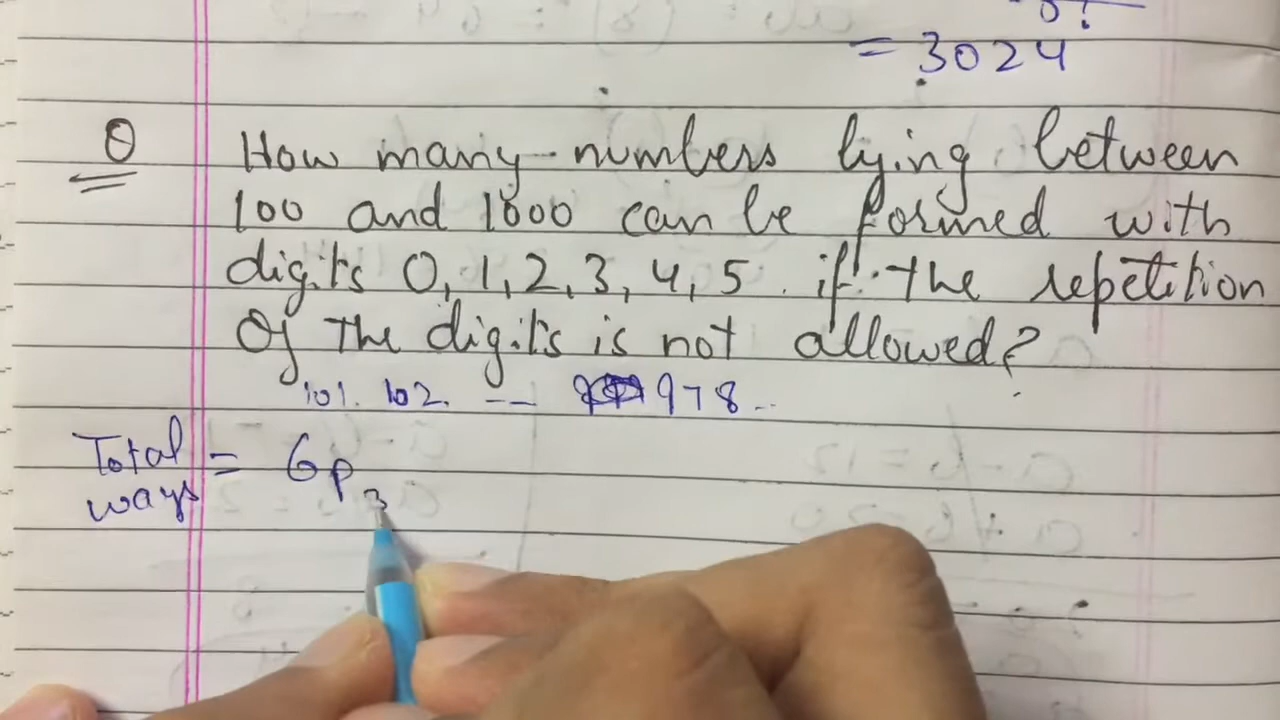 = 3024
Q How many numbers lying between
100 and 1000 can be formed with
digits 0, 1, 2, 3, 4, 5 . if the repetition
Of the digits is not allowed?
101. 102. -- 978..
Total = 6P3
ways